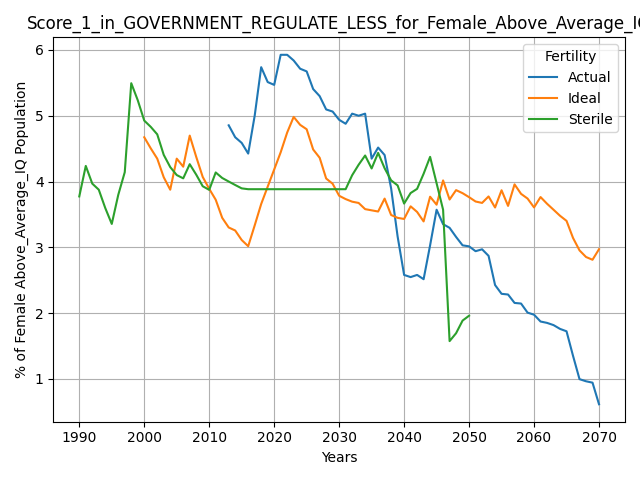 Score_1_in_GOVERNMENT_REGULATE_LESS_for_Female_Above_Average_IQ
Fertility
Actual
Ideal
Sterile
% of Female Above_Average_IQ Population
6
5
4
3
2
1
1990 2000 2010 2020 2030 2040 2050 2060 2070
Years